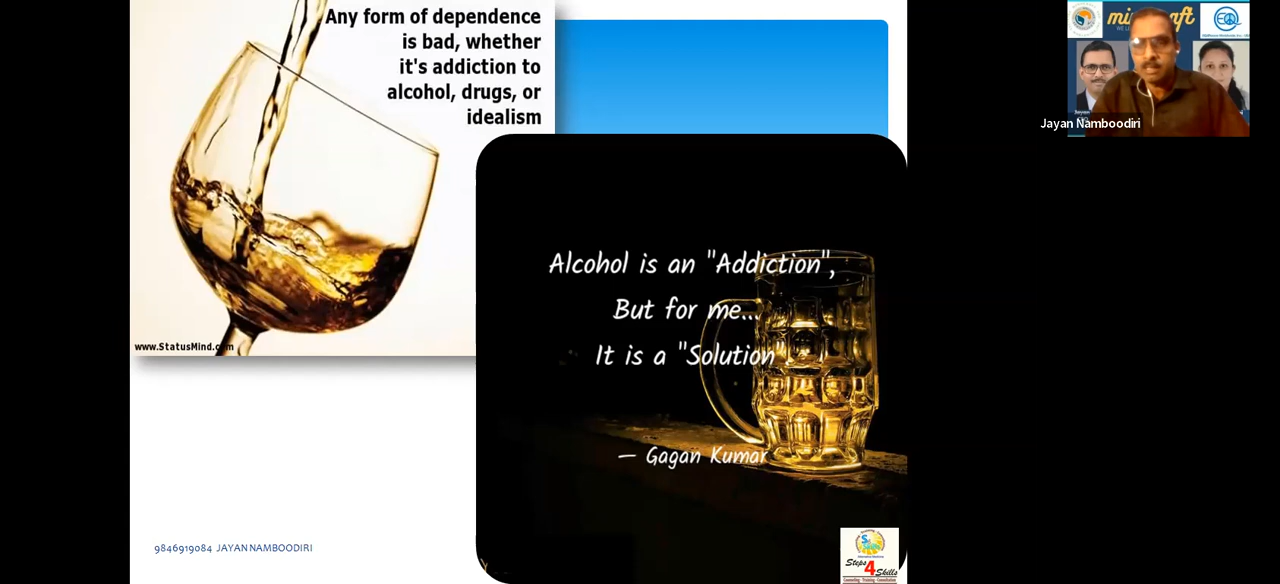 Any form of dependence
is bad, whether
it's addiction to
alcohol, drugs, or
idealism
www.StatusMind.com
Alcohol is an "Addiction",
But for me...
It is a "Solution"
— Gagan Kumar
9846919084 JAYAN NAMBOODIRI
Steps
4
Skills
Jayan Namboodiri